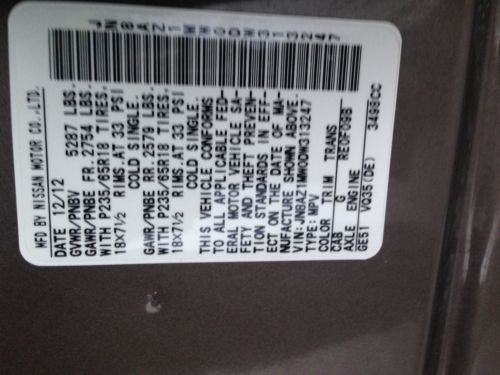 JN8AZ1MW0DW313247
MFD BY NISSAN MOTOR CO.,LTD.
DATE 12/12
GVWR/PNBV 5287 LBS.
GAWR/PNBE FR. 2754 LBS.
WITH P235/65R18 TIRES.
18X7½ RIMS AT 33 PSI
COLD SINGLE.
GAWR/PNBE RR 2579 LBS.
WITH P235/65R18 TIRES.
18X7½ RIMS AT 33 PSI
COLD SINGLE.
THIS VEHICLE CONFORMS
TO ALL APPLICABLE FED-
ERAL MOTOR VEHICLE SA-
FETY AND THEFT PREVEN-
TION STANDARDS IN EFF-
ECT ON THE DATE OF MA-
NUFACTURE SHOWN ABOVE.
VIN:JN8AZ1MW0DW313247
TYPE: MPV
COLOR TRIM TRANS
CAB G RE0F09B
AXLE ENGINE
GE51 VQ35(DE) 3498CC